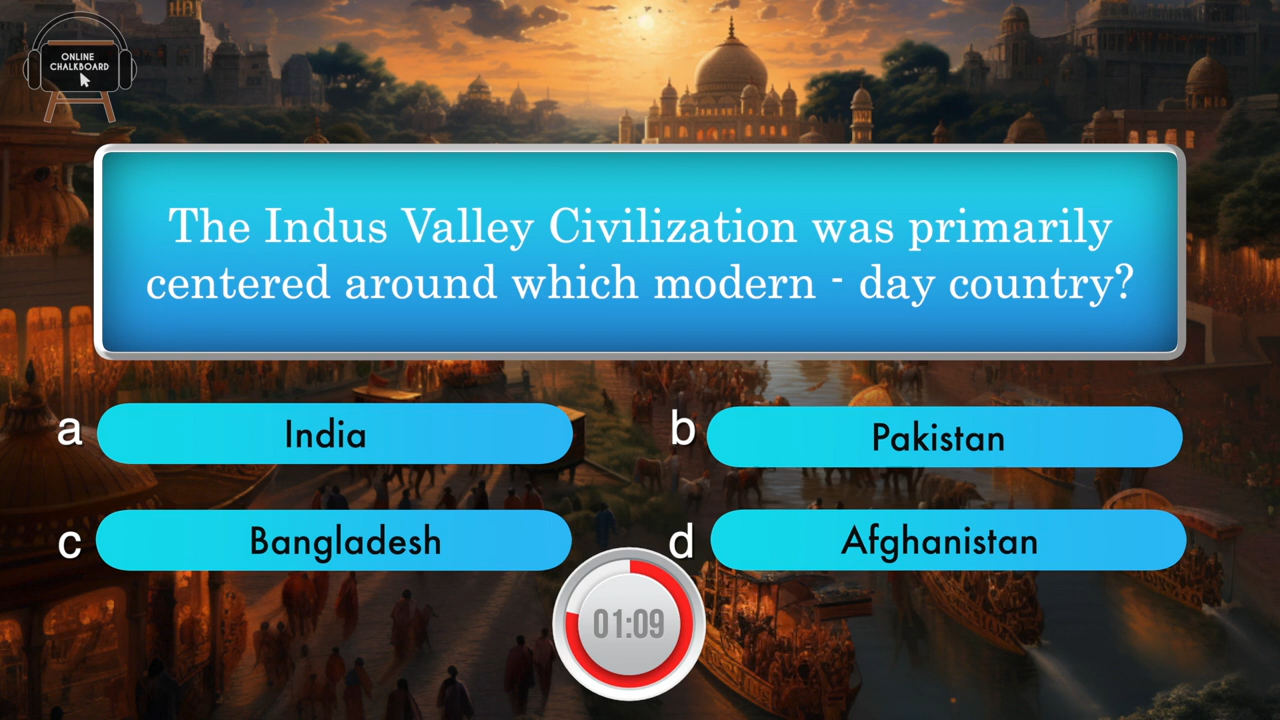 ONLINE
CHALKBOARD
The Indus Valley Civilization was primarily
centered around which modern - day country?
a India
b Pakistan
c Bangladesh
d Afghanistan
01:09